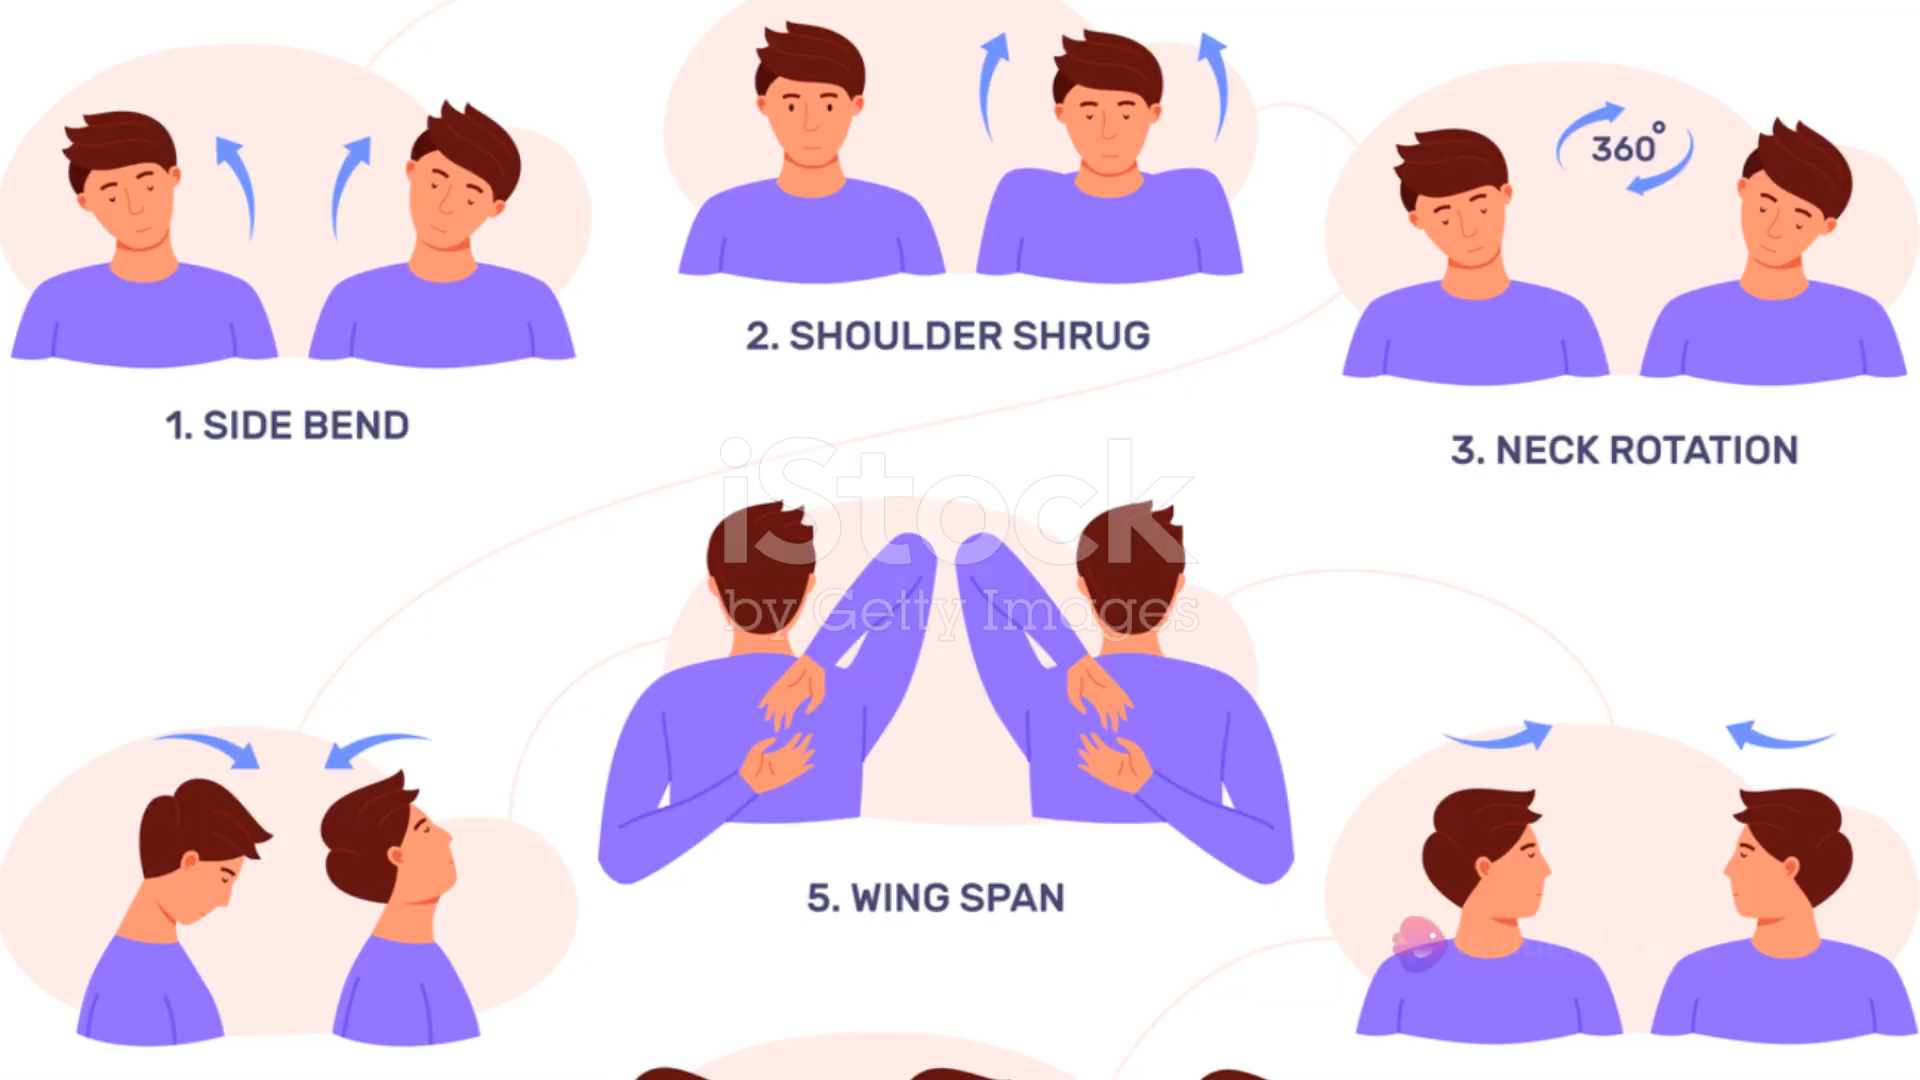 360°
2. SHOULDER SHRUG
1. SIDE BEND
3. NECK ROTATION
iStock
by Getty Images
5. WING SPAN